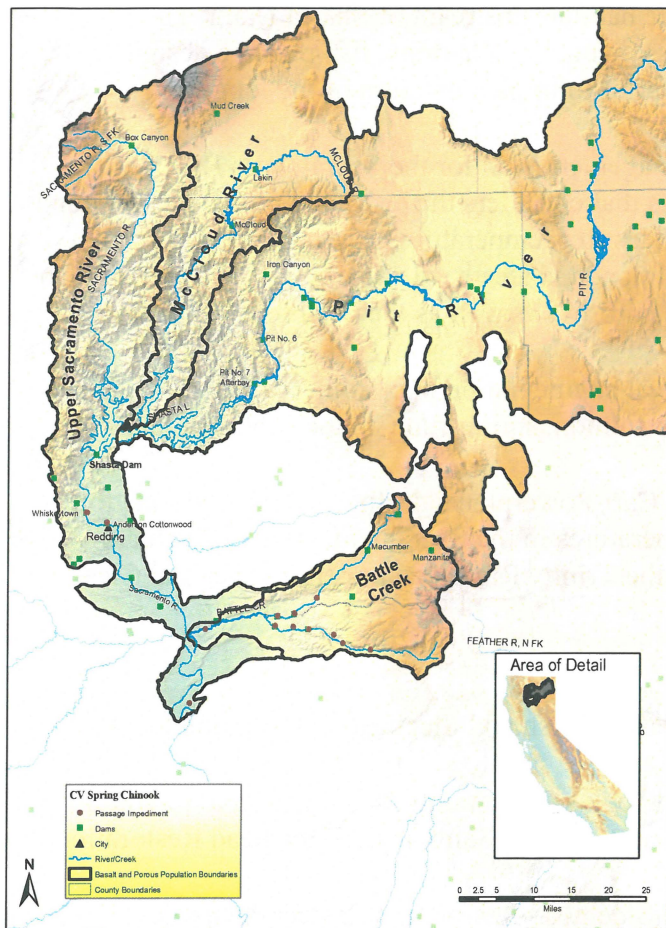 Mud Creek
Box Canyon
SACRAMENTO R, S FK
MCLOUD R
Lakin
McCloud River
SACRAMENTO R
McCloud
Upper Sacramento River
Iron Canyon
Pit River
PIT R
Pit No. 6
Pit No. 7
Afterbay
SHASTA L
Shasta Dam
Whiskeytown
Anderson Cottonwood
Redding
Macumber
Manzanita
Battle
Creek
Sacramento R
BATTLE CR
FEATHER R, N FK
Area of Detail
CV Spring Chinook
Passage Impediment
Dams
City
River/Creek
Basalt and Porous Population Boundaries
County Boundaries
N
0 2.5 5 10 15 20 25
Miles